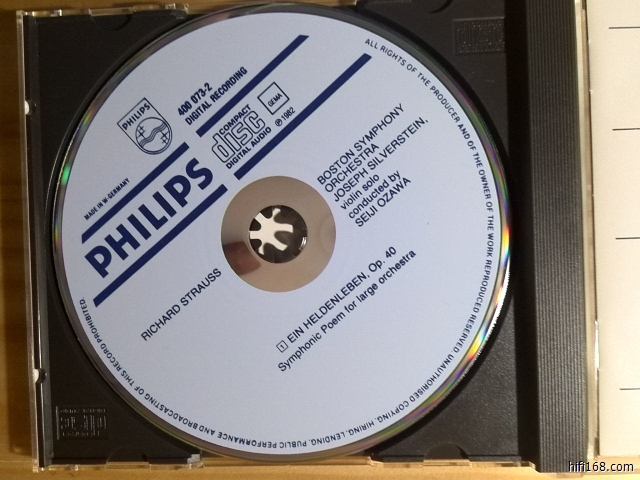 PHILIPS
400 073-2
DIGITAL RECORDING
COMPACT
disc
DIGITAL AUDIO
GEMA
℗ 1982
MADE IN W-GERMANY
PHILIPS
BOSTON SYMPHONY
ORCHESTRA
JOSEPH SILVERSTEIN,
violin solo
conducted by
SEIJI OZAWA
RICHARD STRAUSS
1 EIN HELDENLEBEN, Op. 40
Symphonic Poem for large orchestra
ALL RIGHTS OF THE PRODUCER AND OF THE OWNER OF THE WORK REPRODUCED RESERVED. UNAUTHORISED COPYING, HIRING, LENDING, PUBLIC PERFORMANCE AND BROADCASTING OF THIS RECORD PROHIBITED
hifi168.com